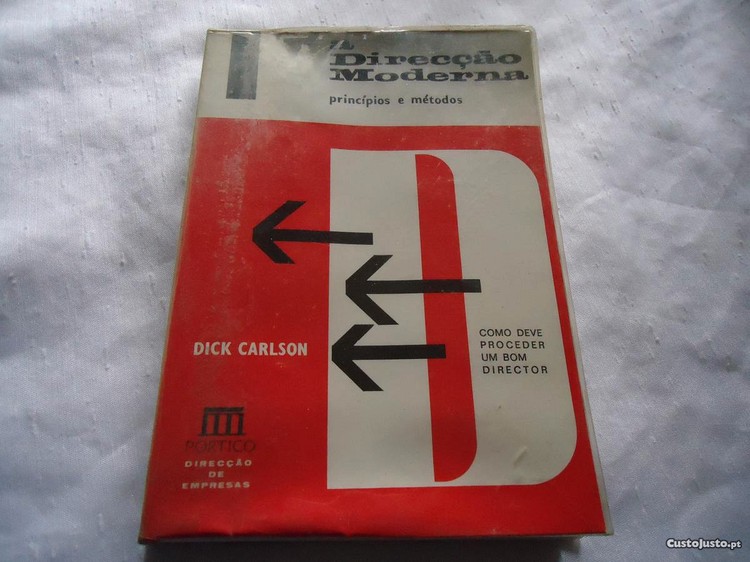 A
Direcção
Moderna
princípios e métodos
DICK CARLSON
COMO DEVE
PROCEDER
UM BOM
DIRECTOR
PÓRTICO
DIRECÇÃO
DE
EMPRESAS
CustoJusto.pt